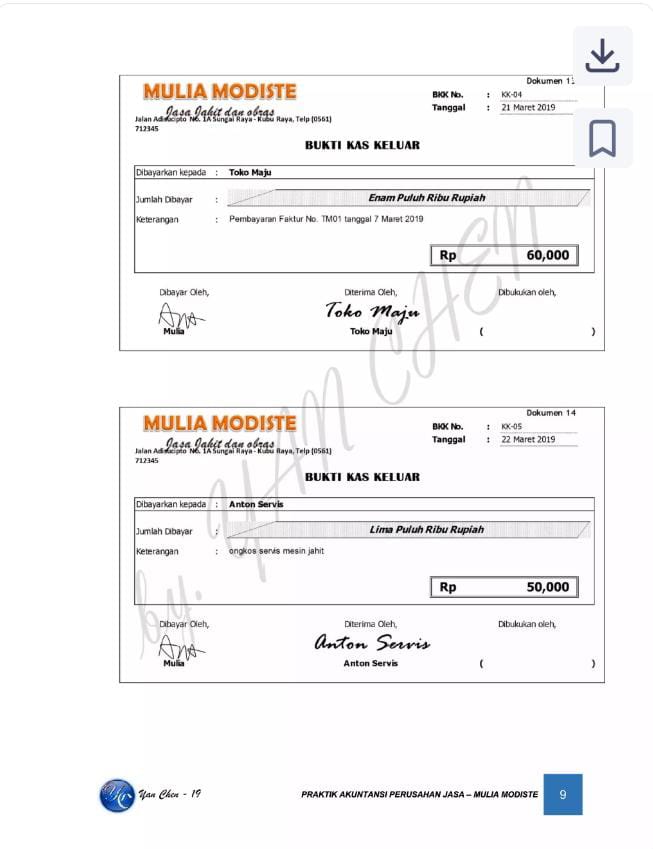 Dokumen 13
MULIA MODISTE
BKK No. : KK-04
Jasa Jahit dan obras
Tanggal : 21 Maret 2019
Jalan Adisucipto No. 1A Sungai Raya - Kubu Raya, Telp (0561)
712345
BUKTI KAS KELUAR
Dibayarkan kepada : Toko Maju
Jumlah Dibayar : Enam Puluh Ribu Rupiah
Keterangan : Pembayaran Faktur No. TM01 tanggal 7 Maret 2019
Rp 60,000
Dibayar Oleh, Diterima Oleh, Dibukukan oleh,
Toko Maju
Mulia Toko Maju ( )
Dokumen 14
MULIA MODISTE
BKK No. : KK-05
Jasa Jahit dan obras
Tanggal : 22 Maret 2019
Jalan Adisucipto No. 1A Sungai Raya - Kubu Raya, Telp (0561)
712345
BUKTI KAS KELUAR
Dibayarkan kepada : Anton Servis
Jumlah Dibayar : Lima Puluh Ribu Rupiah
Keterangan : ongkos servis mesin jahit
Rp 50,000
Dibayar Oleh, Diterima Oleh, Dibukukan oleh,
Anton Servis
Mulia Anton Servis ( )
by. YAN CHEN
Yan Chen - 19
PRAKTIK AKUNTANSI PERUSAHAN JASA – MULIA MODISTE 9